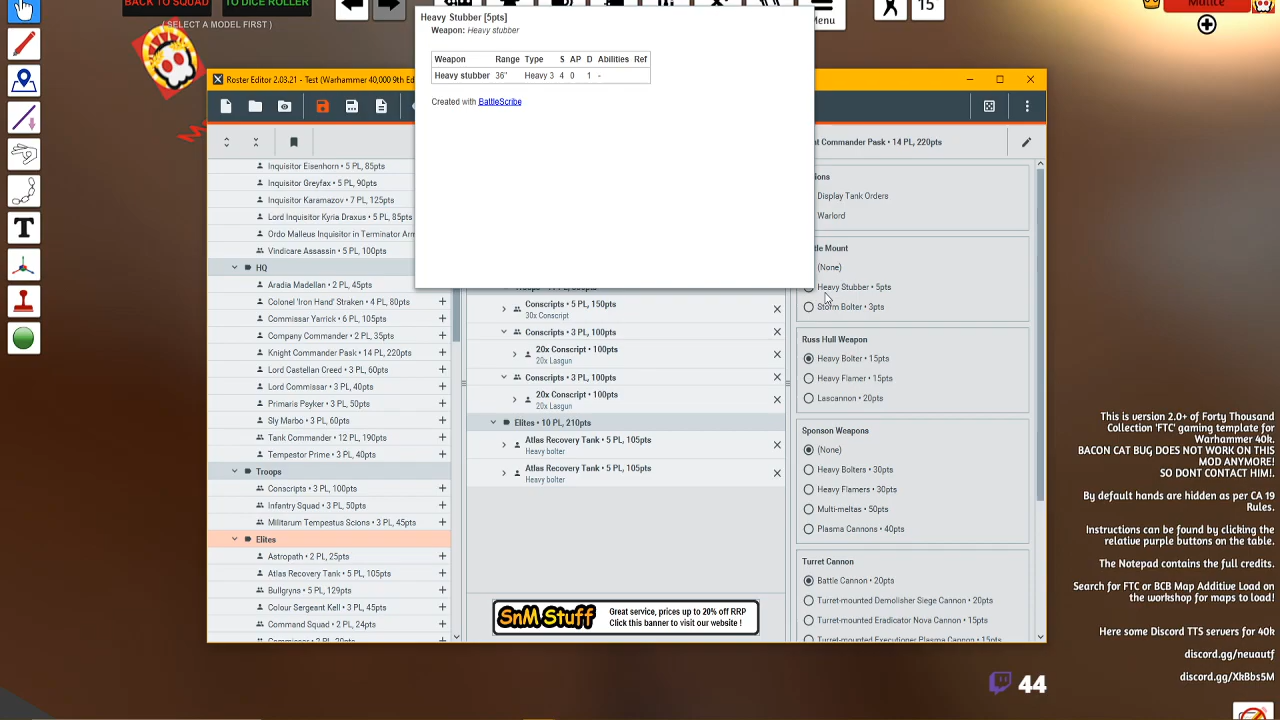 BACK TO SQUAD
TO DICE ROLLER
( SELECT A MODEL FIRST )
Menu
15
Malice
Heavy Stubber [5pts]
Weapon: Heavy stubber
Weapon Range Type S AP D Abilities Ref
Heavy stubber 36" Heavy 3 4 0 1 -
Created with BattleScribe
Roster Editor 2.03.21 - Test (Warhammer 40,000 9th Edi
Inquisitor Eisenhorn • 5 PL, 85pts
Inquisitor Greyfax • 5 PL, 90pts
Inquisitor Karamazov • 7 PL, 125pts
Lord Inquisitor Kyria Draxus • 5 PL, 85pts
Ordo Malleus Inquisitor in Terminator Arm
Vindicare Assassin • 5 PL, 100pts
HQ
Aradia Madellan • 2 PL, 45pts
Colonel 'Iron Hand' Straken • 4 PL, 80pts
Commissar Yarrick • 6 PL, 105pts
Company Commander • 2 PL, 35pts
Knight Commander Pask • 14 PL, 220pts
Lord Castellan Creed • 3 PL, 60pts
Lord Commissar • 3 PL, 40pts
Primaris Psyker • 3 PL, 50pts
Sly Marbo • 3 PL, 60pts
Tank Commander • 12 PL, 190pts
Tempestor Prime • 3 PL, 40pts
Troops
Conscripts • 3 PL, 100pts
Infantry Squad • 3 PL, 50pts
Militarum Tempestus Scions • 3 PL, 45pts
Elites
Astropath • 2 PL, 25pts
Atlas Recovery Tank • 5 PL, 105pts
Bullgryns • 5 PL, 129pts
Colour Sergeant Kell • 3 PL, 45pts
Command Squad • 2 PL, 24pts
Conscripts • 5 PL, 150pts
30x Conscript
Conscripts • 3 PL, 100pts
20x Conscript • 100pts
20x Lasgun
Conscripts • 3 PL, 100pts
20x Conscript • 100pts
20x Lasgun
Elites • 10 PL, 210pts
Atlas Recovery Tank • 5 PL, 105pts
Heavy bolter
Atlas Recovery Tank • 5 PL, 105pts
Heavy bolter
SnM Stuff
Great service, prices up to 20% off RRP
Click this banner to visit our website !
nt Commander Pask • 14 PL, 220pts
ions
Display Tank Orders
Warlord
tle Mount
(None)
Heavy Stubber • 5pts
Storm Bolter • 3pts
Russ Hull Weapon
Heavy Bolter • 15pts
Heavy Flamer • 15pts
Lascannon • 20pts
Sponson Weapons
(None)
Heavy Bolters • 30pts
Heavy Flamers • 30pts
Multi-meltas • 50pts
Plasma Cannons • 40pts
Turret Cannon
Battle Cannon • 20pts
Turret-mounted Demolisher Siege Cannon • 20pts
Turret-mounted Eradicator Nova Cannon • 15pts
Turret-mounted Executioner Plasma Cannon • 15pts
This is version 2.0+ of Forty Thousand
Collection 'FTC' gaming template for
Warhammer 40k.
BACON CAT BUG DOES NOT WORK ON THIS
MOD ANYMORE!
SO DONT CONTACT HIM!.
By default hands are hidden as per CA 19
Rules.
Instructions can be found by clicking the
relative purple buttons on the table.
The Notepad contains the full credits.
Search for FTC or BCB Map Additive Load on
the workshop for maps to load!
Here some Discord TTS servers for 40k
discord.gg/neuautf
discord.gg/XkBbs5M
44